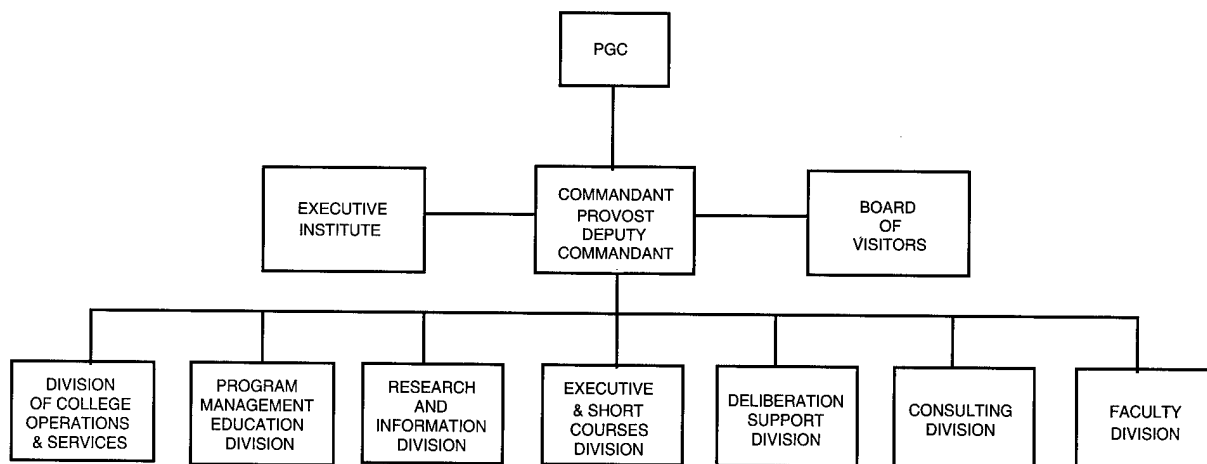 PGC
EXECUTIVE
INSTITUTE
COMMANDANT
PROVOST
DEPUTY
COMMANDANT
BOARD
OF
VISITORS
DIVISION
OF COLLEGE
OPERATIONS
& SERVICES
PROGRAM
MANAGEMENT
EDUCATION
DIVISION
RESEARCH
AND
INFORMATION
DIVISION
EXECUTIVE
& SHORT
COURSES
DIVISION
DELIBERATION
SUPPORT
DIVISION
CONSULTING
DIVISION
FACULTY
DIVISION